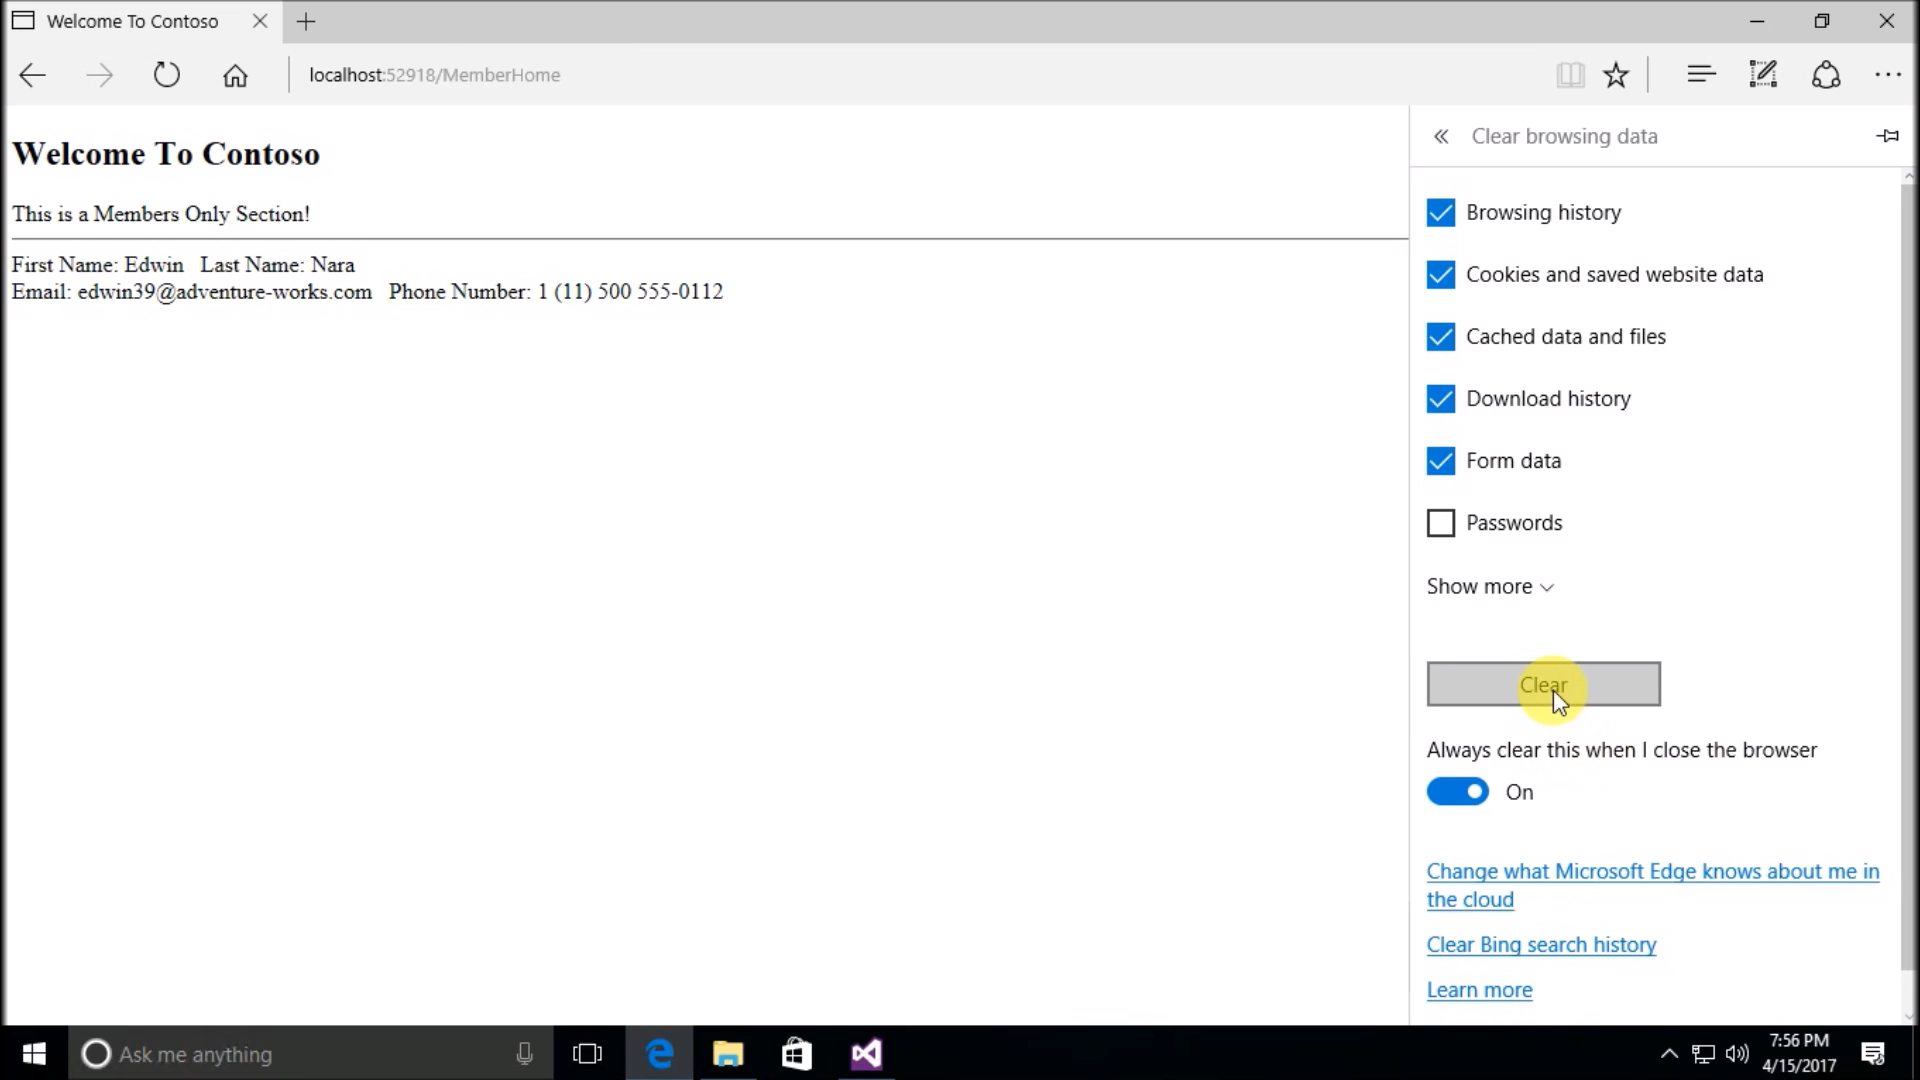 Welcome To Contoso
localhost:52918/MemberHome
Welcome To Contoso
This is a Members Only Section!
First Name: Edwin   Last Name: Nara
Email: edwin39@adventure-works.com   Phone Number: 1 (11) 500 555-0112
Clear browsing data
Browsing history
Cookies and saved website data
Cached data and files
Download history
Form data
Passwords
Show more
Clear
Always clear this when I close the browser
On
Change what Microsoft Edge knows about me in
the cloud
Clear Bing search history
Learn more
Ask me anything
7:56 PM
4/15/2017